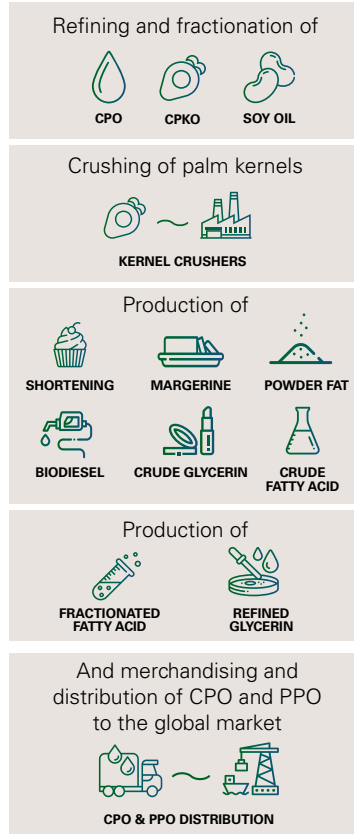 Refining and fractionation of
CPO
CPKO
SOY OIL
Crushing of palm kernels
KERNEL CRUSHERS
Production of
SHORTENING
MARGERINE
POWDER FAT
BIODIESEL
CRUDE GLYCERIN
CRUDE
FATTY ACID
Production of
FRACTIONATED
FATTY ACID
REFINED
GLYCERIN
And merchandising and
distribution of CPO and PPO
to the global market
CPO & PPO DISTRIBUTION